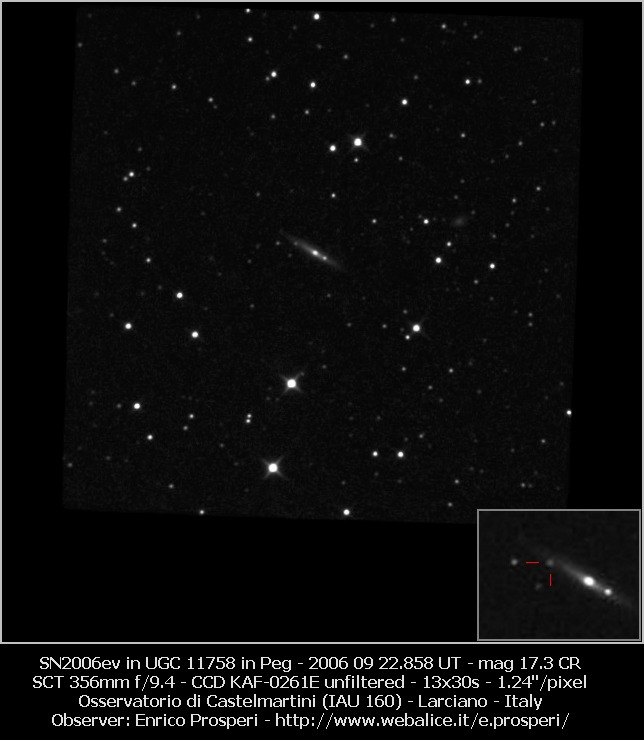 SN2006ev in UGC 11758 in Peg - 2006 09 22.858 UT - mag 17.3 CR
SCT 356mm f/9.4 - CCD KAF-0261E unfiltered - 13x30s - 1.24"/pixel
Osservatorio di Castelmartini (IAU 160) - Larciano - Italy
Observer: Enrico Prosperi - http://www.webalice.it/e.prosperi/